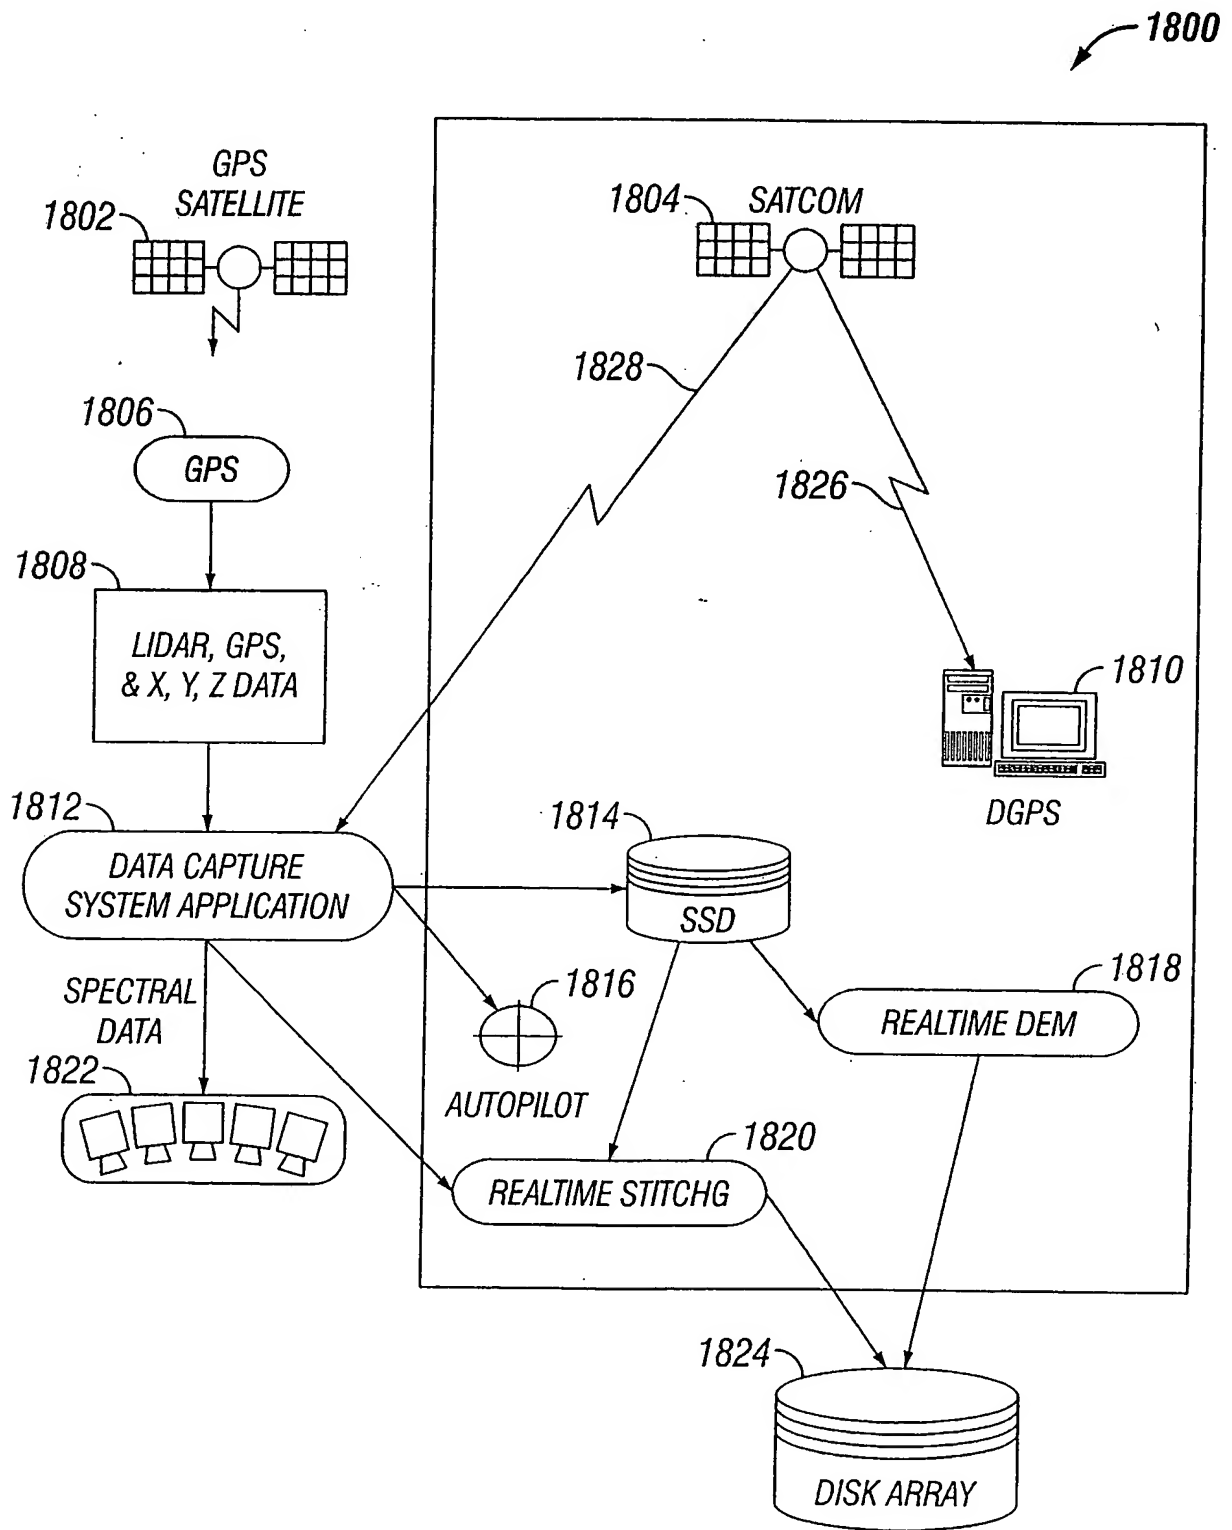 1800
GPS
SATELLITE
1802
1804
SATCOM
1828
1806
GPS
1826
1808
LIDAR, GPS,
& X, Y, Z DATA
1810
DGPS
1812
DATA CAPTURE
SYSTEM APPLICATION
1814
SSD
1816
AUTOPILOT
1818
REALTIME DEM
SPECTRAL
DATA
1822
1820
REALTIME STITCHG
1824
DISK ARRAY